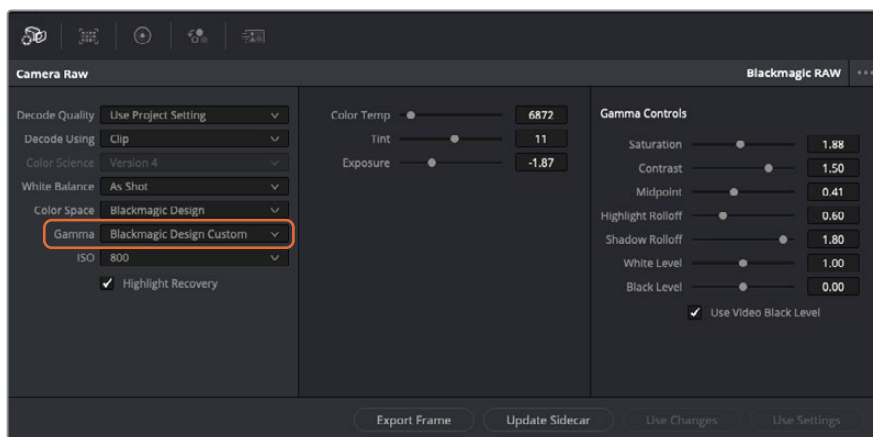 Camera Raw
Blackmagic RAW
Decode Quality Use Project Setting
Decode Using Clip
Color Science Version 4
White Balance As Shot
Color Space Blackmagic Design
Gamma Blackmagic Design Custom
ISO 800
Highlight Recovery
Color Temp 6872
Tint 11
Exposure -1.87
Gamma Controls
Saturation 1.88
Contrast 1.50
Midpoint 0.41
Highlight Rolloff 0.60
Shadow Rolloff 1.80
White Level 1.00
Black Level 0.00
Use Video Black Level
Export Frame
Update Sidecar
Use Changes
Use Settings